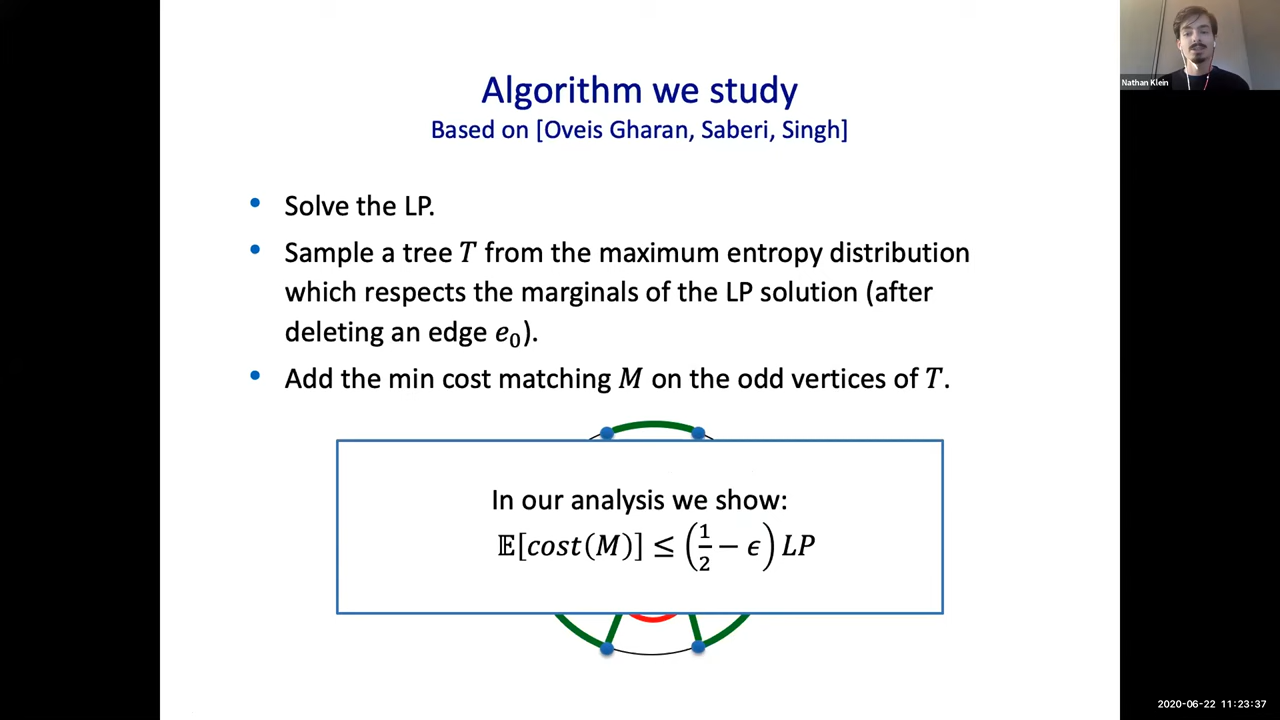 Algorithm we study
Based on [Oveis Gharan, Saberi, Singh]
• Solve the LP.
• Sample a tree T from the maximum entropy distribution
which respects the marginals of the LP solution (after
deleting an edge e₀).
• Add the min cost matching M on the odd vertices of T.
In our analysis we show:
𝔼[cost(M)] ≤ (1/2 − ϵ) LP
Nathan Klein
2020-06-22 11:23:37